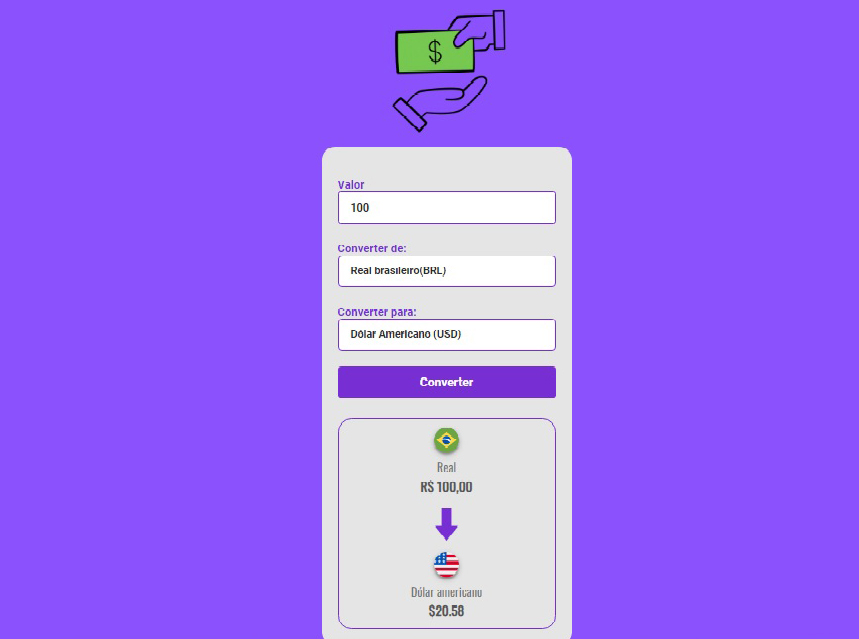 $
Valor
100
Converter de:
Real brasileiro(BRL)
Converter para:
Dólar Americano (USD)
Converter
Real
R$ 100,00
Dólar americano
$20.58